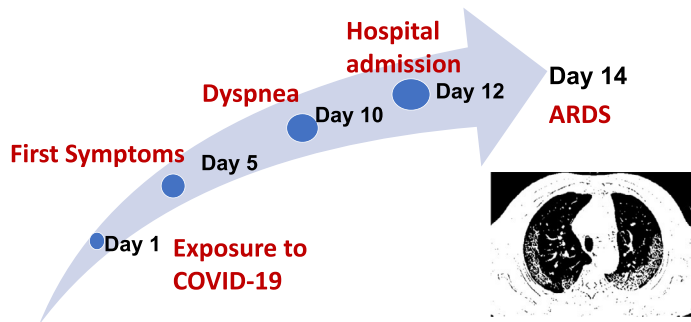 Hospital
admission
Day 14
Dyspnea
Day 12
ARDS
Day 10
First Symptoms
Day 5
Day 1
Exposure to
COVID-19